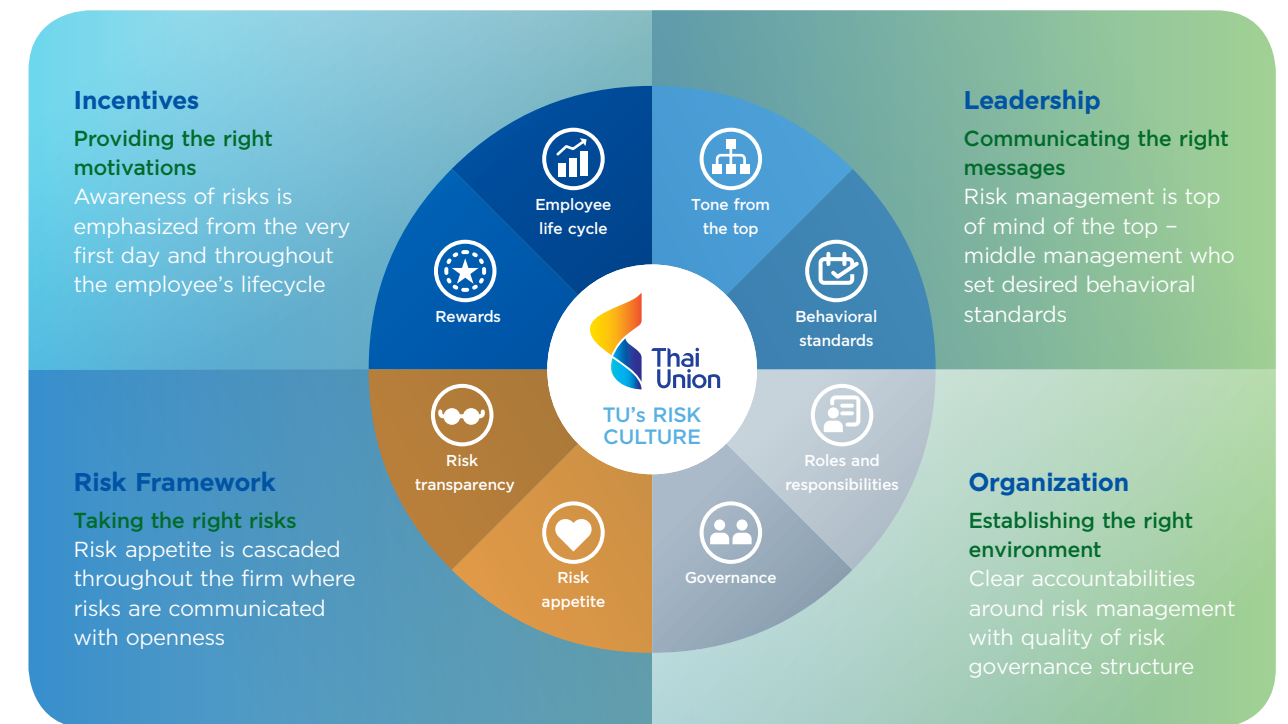 Incentives
Providing the right
motivations
Awareness of risks is
emphasized from the very
first day and throughout
the employee's lifecycle
Leadership
Communicating the right
messages
Risk management is top
of mind of the top –
middle management who
set desired behavioral
standards
Employee
life cycle
Tone from
the top
Rewards
Behavioral
standards
Thai
Union
TU's RISK
CULTURE
Risk
transparency
Roles and
responsibilities
Risk
appetite
Governance
Risk Framework
Taking the right risks
Risk appetite is cascaded
throughout the firm where
risks are communicated
with openness
Organization
Establishing the right
environment
Clear accountabilities
around risk management
with quality of risk
governance structure